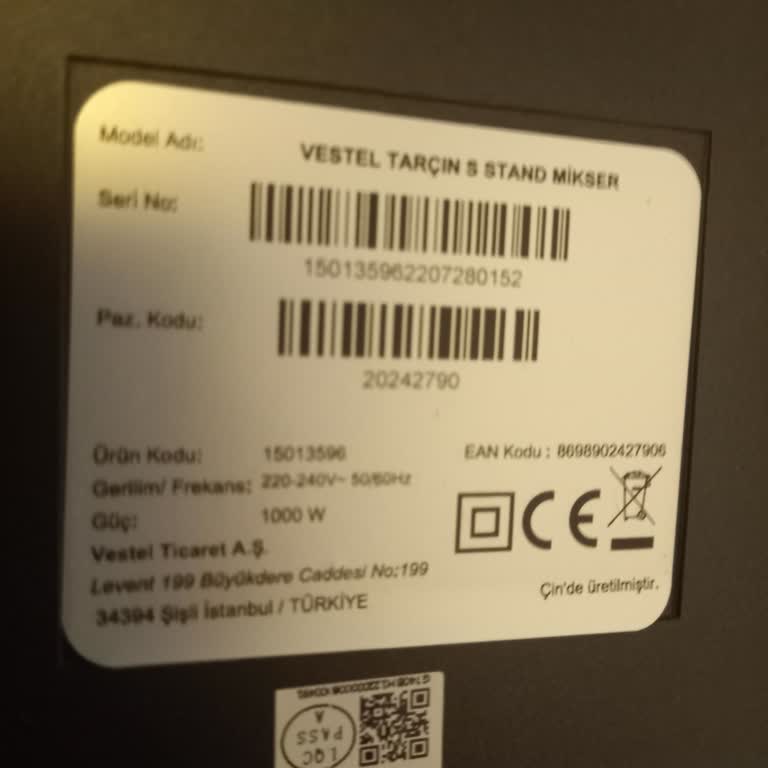 Model Adı: VESTEL TARÇIN S STAND MİKSER
Seri No:
150135962207280152
Paz. Kodu:
20242790
Ürün Kodu: 15013596 EAN Kodu : 8698902427906
Gerilim/ Frekans: 220-240V~ 50/60Hz
Güç: 1000 W
Vestel Ticaret A.Ş.
Levent 199 Büyükdere Caddesi No:199
34394 Şişli İstanbul / TÜRKİYE
Çin'de üretilmiştir.
CE
LQC
PASS
A